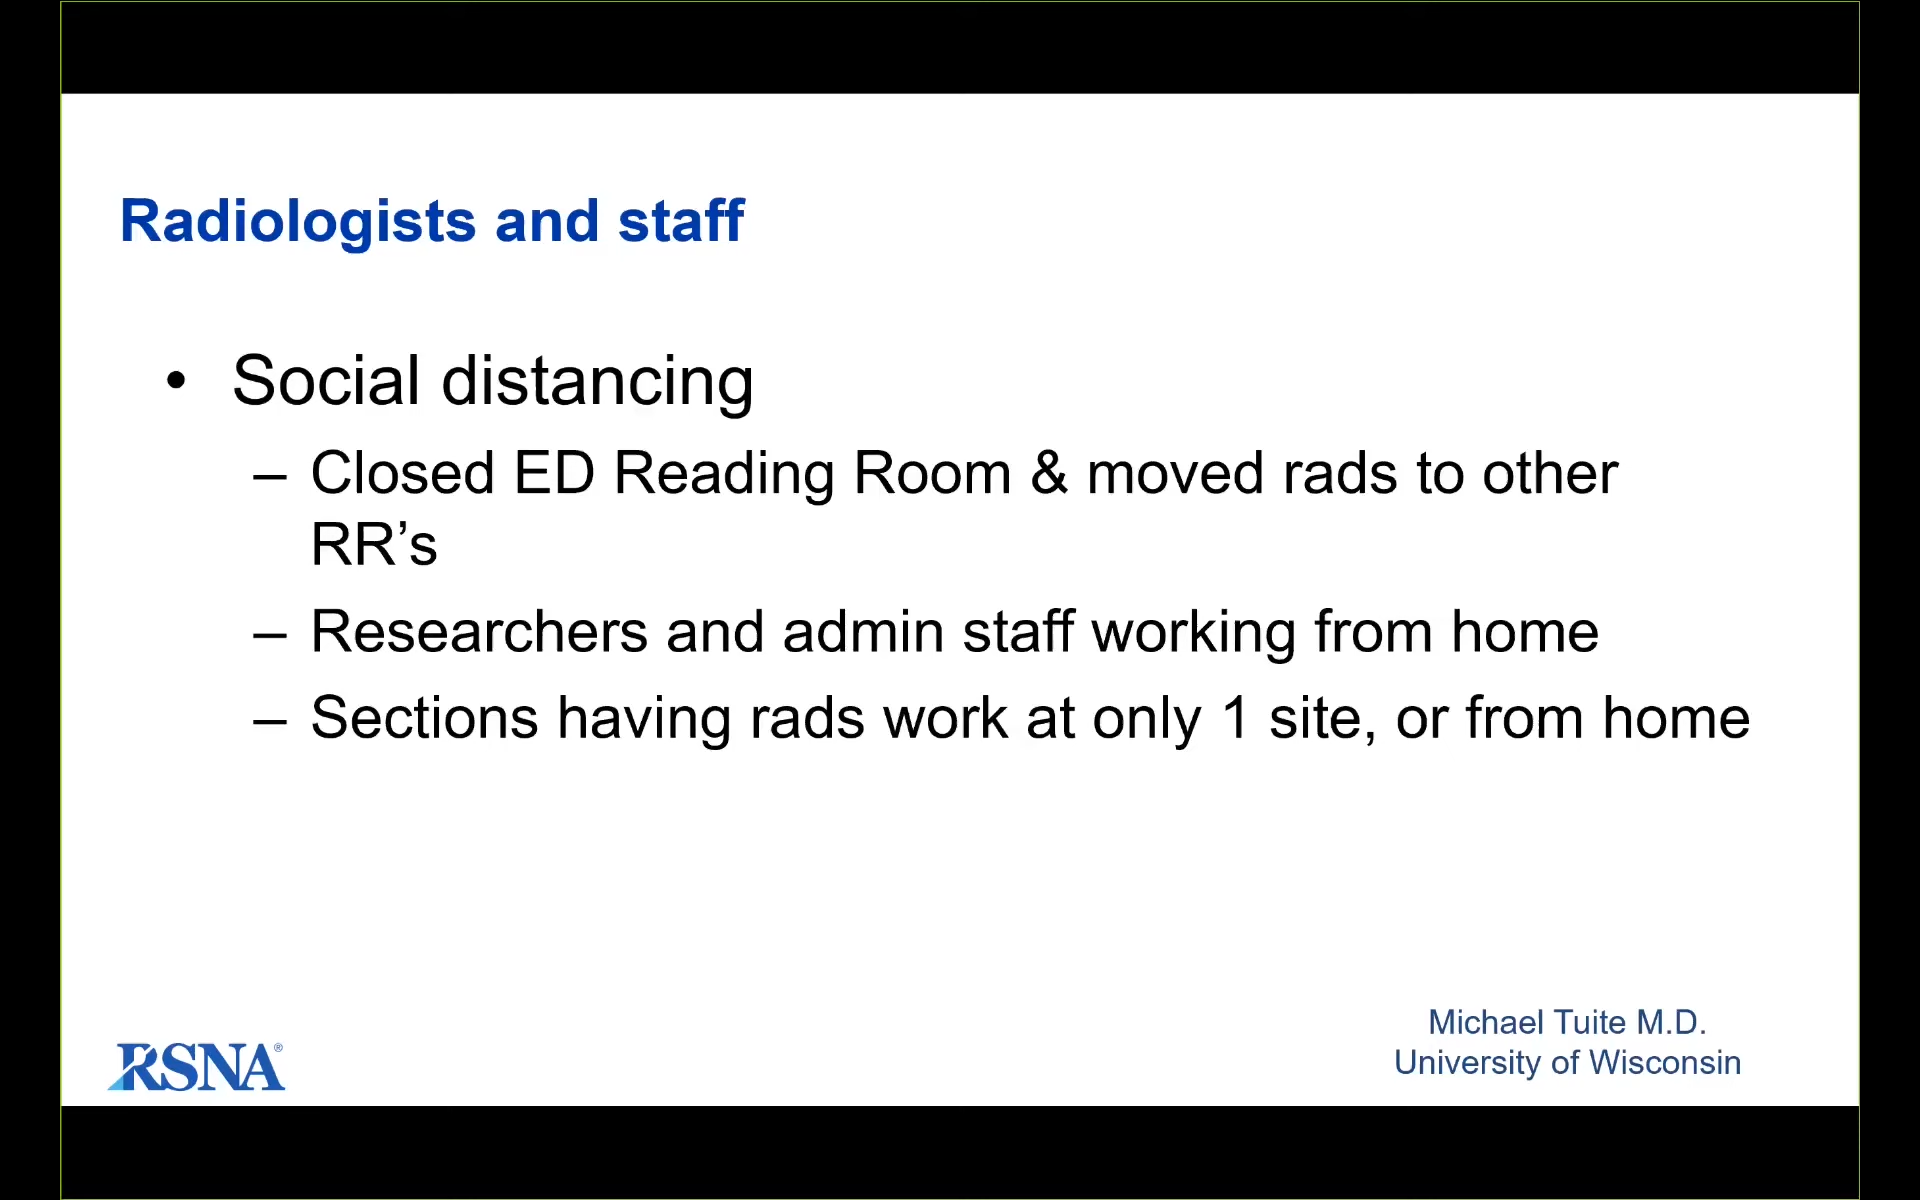 Radiologists and staff
• Social distancing
– Closed ED Reading Room & moved rads to other
RR’s
– Researchers and admin staff working from home
– Sections having rads work at only 1 site, or from home
Michael Tuite M.D.
University of Wisconsin
RSNA®